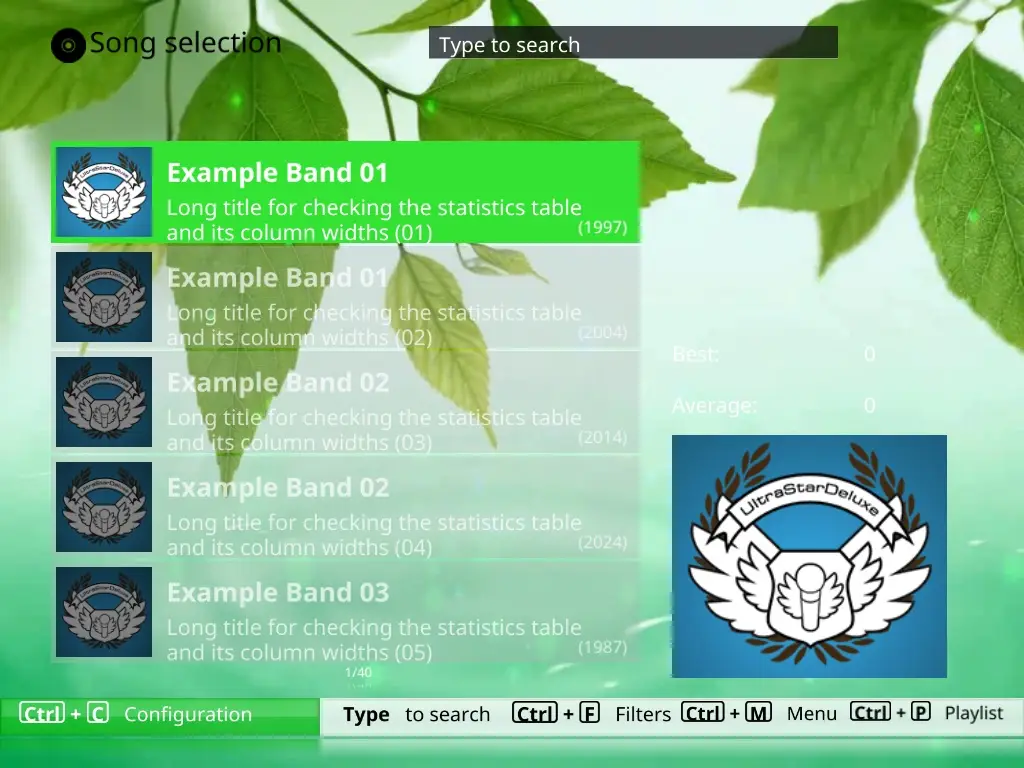 Song selection
Type to search
Example Band 01
Long title for checking the statistics table
and its column widths (01)
(1997)
Example Band 01
Long title for checking the statistics table
and its column widths (02)
(2004)
Example Band 02
Long title for checking the statistics table
and its column widths (03)
(2014)
Example Band 02
Long title for checking the statistics table
and its column widths (04)
(2024)
Example Band 03
Long title for checking the statistics table
and its column widths (05)
(1987)
1/40
Best: 0
Average: 0
UltraStarDeluxe
Ctrl + C Configuration
Type to search Ctrl + F Filters Ctrl + M Menu Ctrl + P Playlist